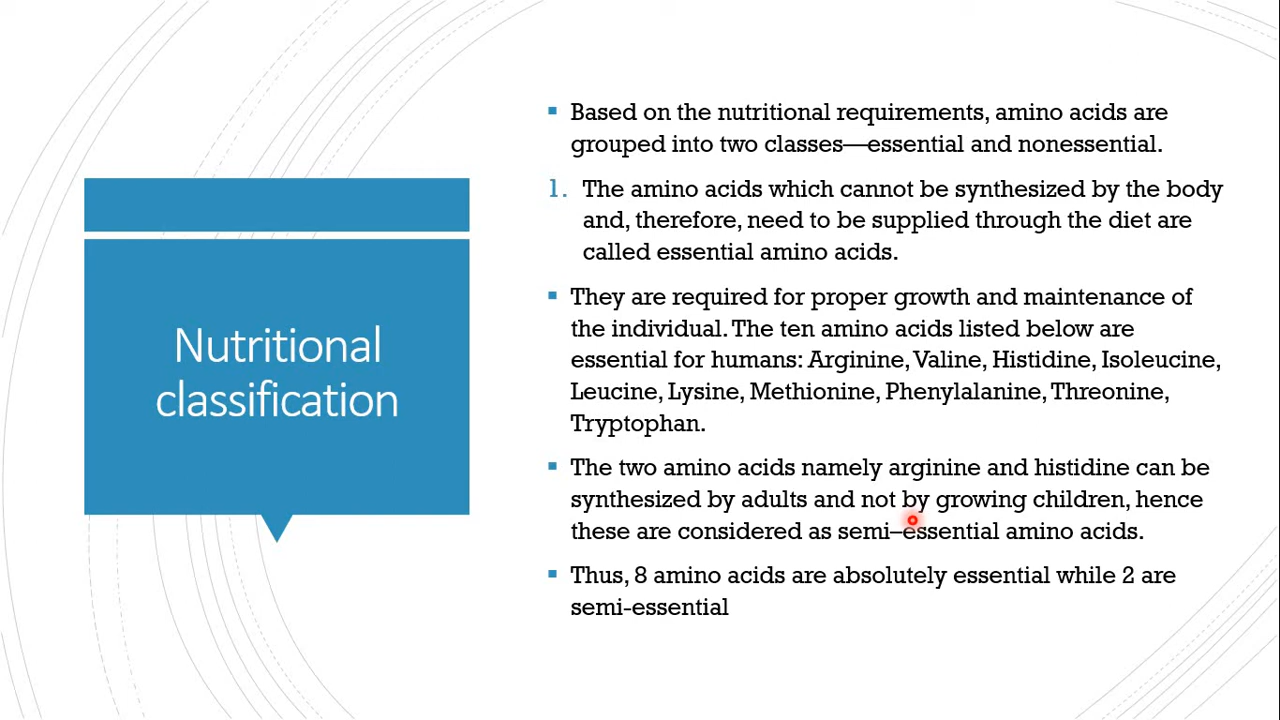 Nutritional
classification
▪ Based on the nutritional requirements, amino acids are
grouped into two classes—essential and nonessential.
1. The amino acids which cannot be synthesized by the body
and, therefore, need to be supplied through the diet are
called essential amino acids.
▪ They are required for proper growth and maintenance of
the individual. The ten amino acids listed below are
essential for humans: Arginine, Valine, Histidine, Isoleucine,
Leucine, Lysine, Methionine, Phenylalanine, Threonine,
Tryptophan.
▪ The two amino acids namely arginine and histidine can be
synthesized by adults and not by growing children, hence
these are considered as semi–essential amino acids.
▪ Thus, 8 amino acids are absolutely essential while 2 are
semi-essential